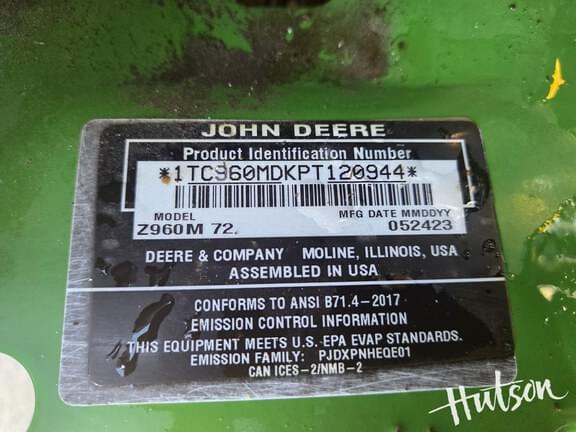 JOHN DEERE
Product Identification Number
*1TC960MDKPT120944*
MODEL
MFG DATE MMDDYY
Z960M 72,
052423
DEERE & COMPANY MOLINE, ILLINOIS, USA
ASSEMBLED IN USA
CONFORMS TO ANSI B71.4-2017
EMISSION CONTROL INFORMATION
THIS EQUIPMENT MEETS U.S. EPA EVAP STANDARDS.
EMISSION FAMILY: PJDXPNHEQE01
CAN ICES-2/NMB-2
Hutson